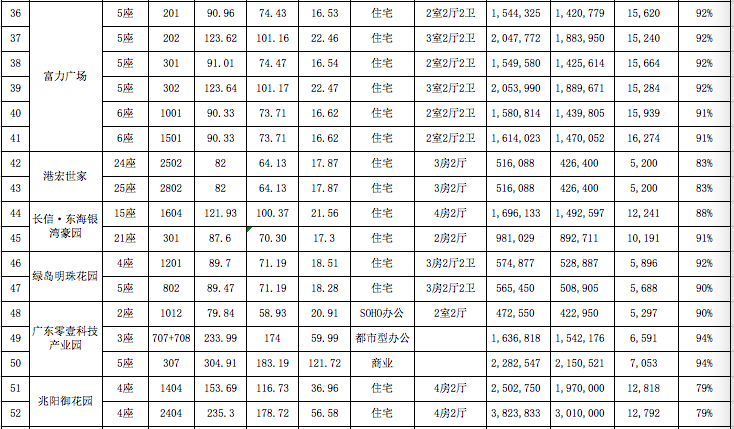 36 5座 201 90.96 74.43 16.53 住宅 2室2厅2卫 1,544,325 1,420,779 15,620 92%
37 5座 202 123.62 101.16 22.46 住宅 2室2厅2卫 2,047,772 1,883,950 15,240 92%
38 5座 301 91.01 74.47 16.54 住宅 2室2厅2卫 1,549,580 1,425,614 15,664 92%
富力广场
39 5座 302 123.64 101.17 22.47 住宅 2室2厅2卫 2,053,990 1,889,671 15,284 92%
40 6座 1001 90.33 73.71 16.62 住宅 2室2厅2卫 1,580,814 1,439,805 15,939 91%
41 6座 1501 90.33 73.71 16.62 住宅 2室2厅2卫 1,614,023 1,470,052 16,274 91%
42 24座 2502 82 64.13 17.87 住宅 3房2厅 516,088 426,400 5,200 83%
港宏世家
43 25座 2802 82 64.13 17.87 住宅 3房2厅 516,088 426,400 5,200 83%
44 15座 1604 121.93 100.37 21.56 住宅 4房2厅 1,696,133 1,492,597 12,241 88%
长信·东海银
湾豪园
45 21座 301 87.6 70.30 17.3 住宅 2房2厅 981,029 892,711 10,191 91%
46 4座 1201 89.7 71.19 18.51 住宅 3房2厅2卫 574,877 528,887 5,896 92%
绿岛明珠花园
47 5座 802 89.47 71.19 18.28 住宅 3房2厅2卫 565,450 508,905 5,688 90%
48 2座 1012 79.84 58.93 20.91 SOHO办公 2室2厅 472,550 422,950 5,297 90%
广东零壹科技
产业园
49 3座 707+708 233.99 174 59.99 都市型办公 1,636,818 1,542,176 6,591 94%
50 5座 307 304.91 183.19 121.72 商业 2,282,547 2,150,521 7,053 94%
51 4座 1404 153.69 116.73 36.96 住宅 4房2厅 2,502,750 1,970,000 12,818 79%
兆阳御花园
52 4座 2404 235.3 178.72 56.58 住宅 4房2厅 3,823,833 3,010,000 12,792 79%